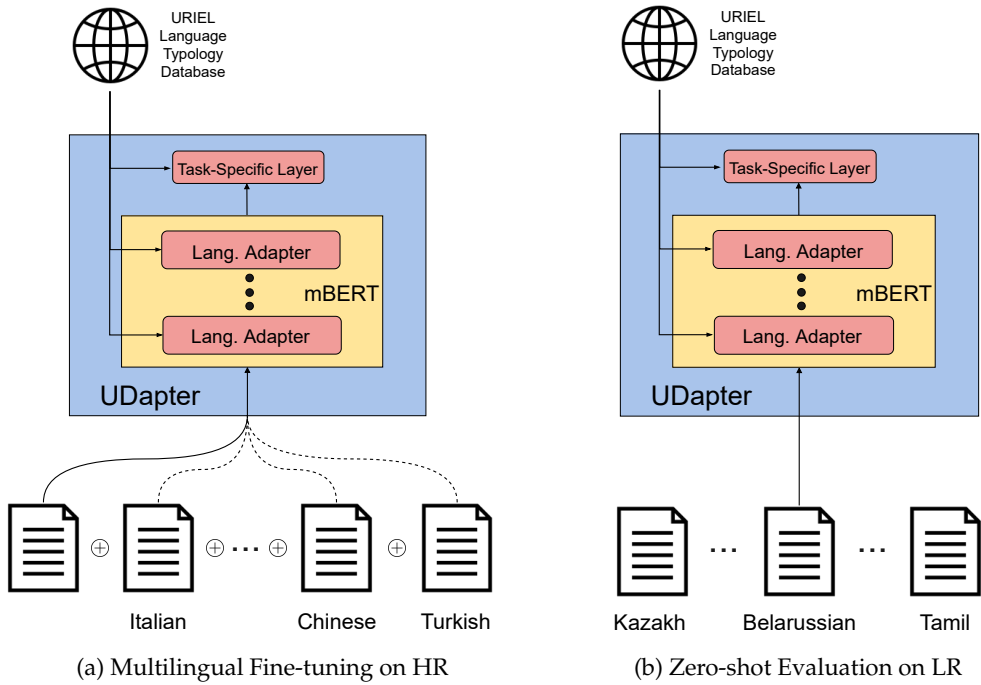 URIEL
Language
Typology
Database
Task-Specific Layer
Lang. Adapter
mBERT
Lang. Adapter
UDapter
Italian
Chinese
Turkish
(a) Multilingual Fine-tuning on HR
URIEL
Language
Typology
Database
Task-Specific Layer
Lang. Adapter
mBERT
Lang. Adapter
UDapter
Kazakh
Belarussian
Tamil
(b) Zero-shot Evaluation on LR